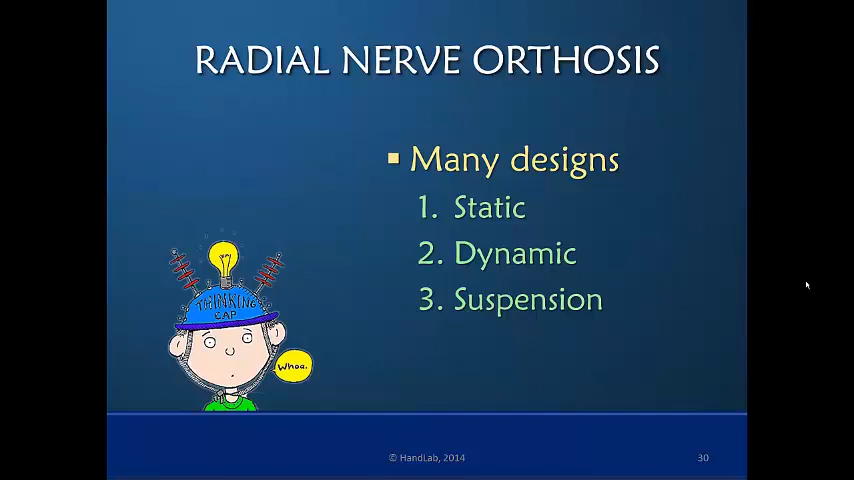 RADIAL NERVE ORTHOSIS
▪ Many designs
1. Static
2. Dynamic
3. Suspension
THINKING
CAP
Whoa.
© HandLab, 2014
30